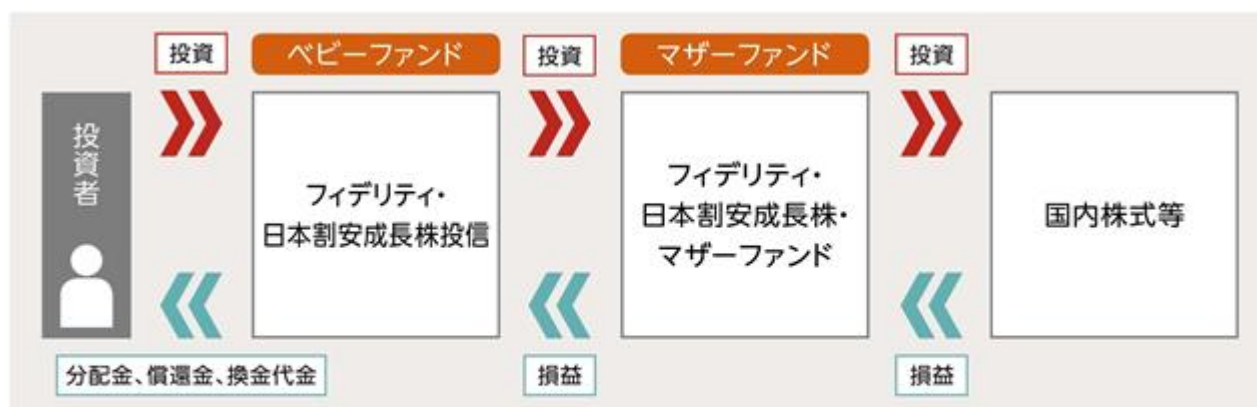 投資
ベビーファンド
投資
マザーファンド
投資
投資者
フィデリティ・
日本割安成長株投信
フィデリティ・
日本割安成長株・
マザーファンド
国内株式等
分配金、償還金、換金代金
損益
損益